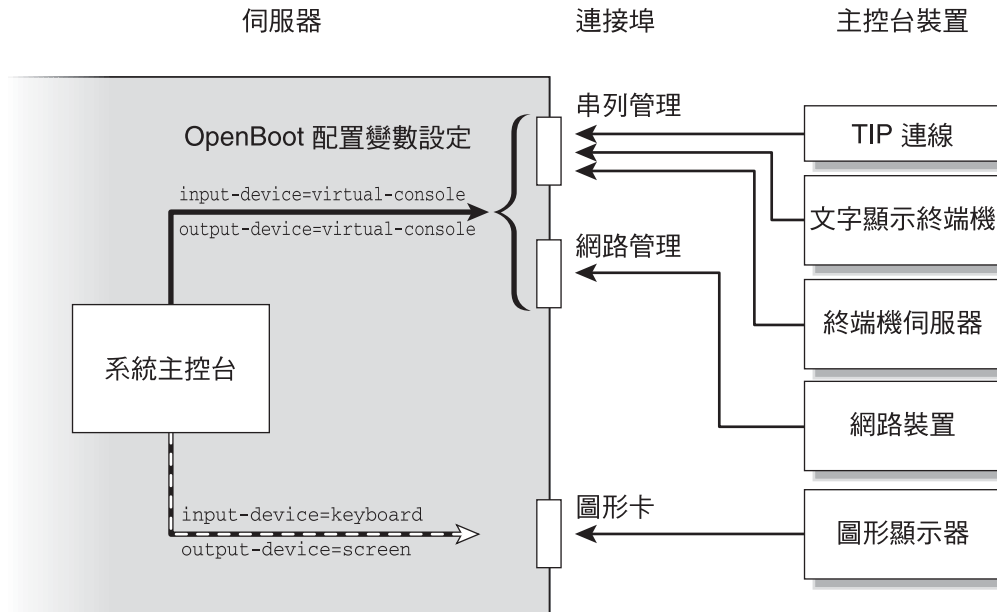 伺服器
連接埠
主控台裝置
OpenBoot 配置變數設定
input-device=virtual-console
output-device=virtual-console
系統主控台
input-device=keyboard
output-device=screen
串列管理
網路管理
圖形卡
TIP 連線
文字顯示終端機
終端機伺服器
網路裝置
圖形顯示器